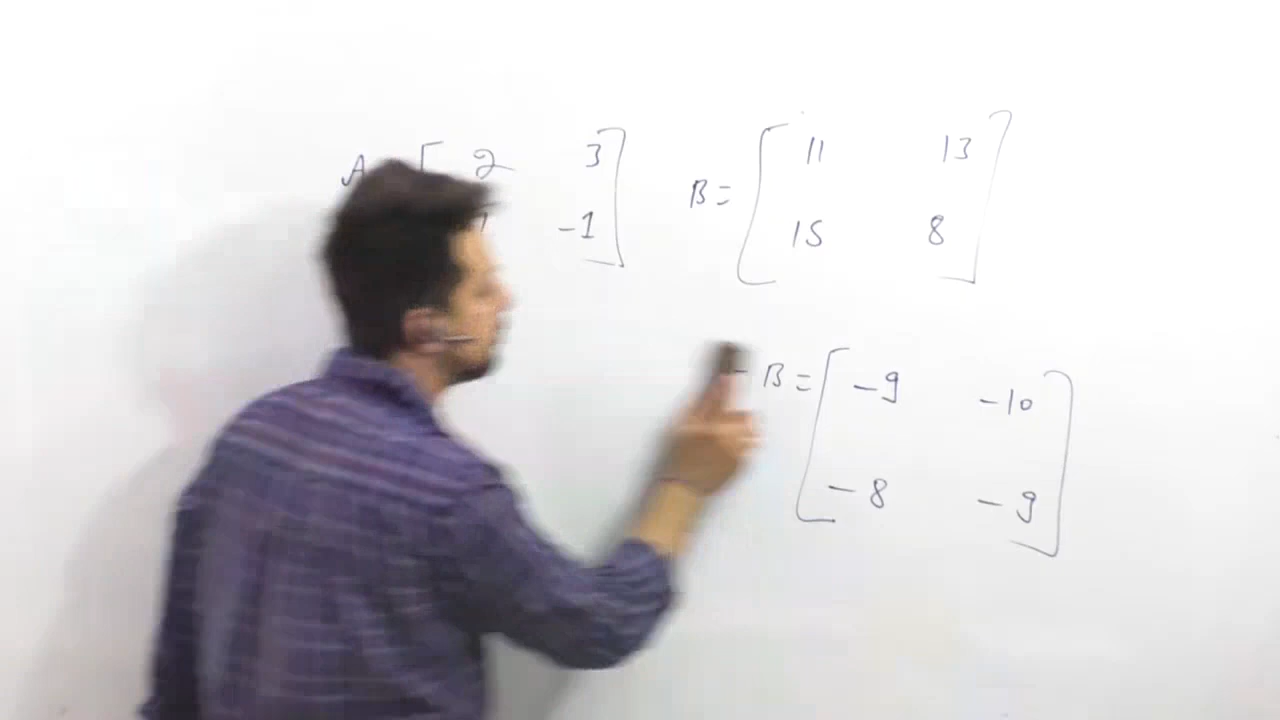 A [ 2 3 ]
-1
B = [ 11 13 ]
15 8
- B = [ -9 -10 ]
-8 -9